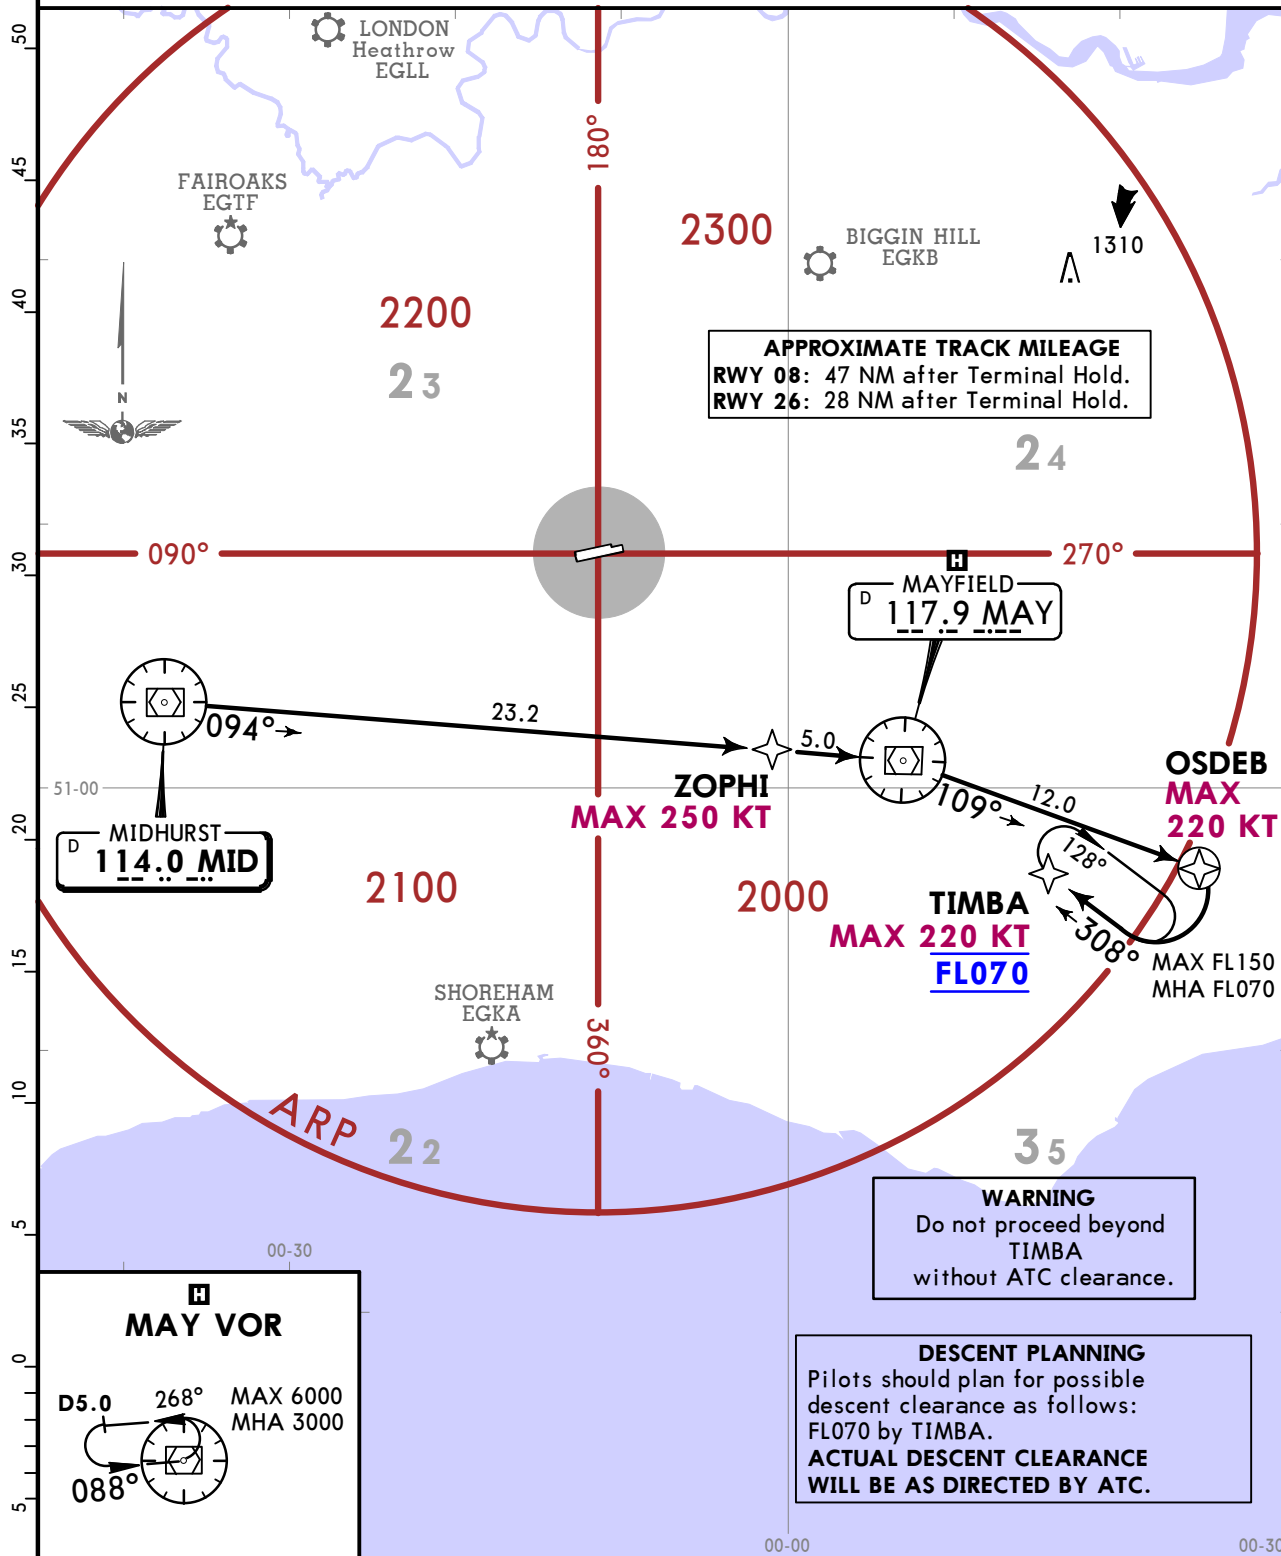 50
45
40
35
30
25
20
15
10
5
0
5
LONDON
Heathrow
EGLL
180°
FAIROAKS
EGTF
2300
BIGGIN HILL
EGKB
1310
2200
23
N
APPROXIMATE TRACK MILEAGE
RWY 08: 47 NM after Terminal Hold.
RWY 26: 28 NM after Terminal Hold.
24
090°
270°
H
MAYFIELD
D 117.9 MAY
094°
23.2
5.0
ZOPHI
MAX 250 KT
51-00
MIDHURST
D 114.0 MID
109°
12.0
OSDEB
MAX
220 KT
128°
2100
2000
TIMBA
MAX 220 KT
FL070
308°
MAX FL150
MHA FL070
SHOREHAM
EGKA
360°
ARP
22
35
WARNING
Do not proceed beyond
TIMBA
without ATC clearance.
00-30
H
MAY VOR
D5.0
268°
MAX 6000
MHA 3000
088°
DESCENT PLANNING
Pilots should plan for possible
descent clearance as follows:
FL070 by TIMBA.
ACTUAL DESCENT CLEARANCE
WILL BE AS DIRECTED BY ATC.
00-00
00-30